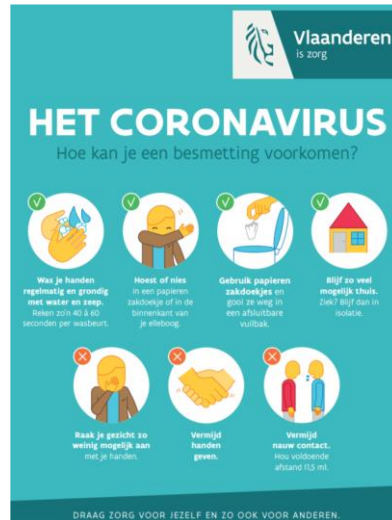 Vlaanderen
is zorg
HET CORONAVIRUS
Hoe kan je een besmetting voorkomen?
Was je handen
regelmatig en grondig
met water en zeep.
Reken zo'n 40 à 60
seconden per wasbeurt.
Hoest of nies
in een papieren
zakdoekje of in de
binnenkant van
je elleboog.
Gebruik papieren
zakdoekjes en
gooi ze weg in
een afsluitbare
vuilbak.
Blijf zo veel
mogelijk thuis.
Ziek? Blijf dan in
isolatie.
Raak je gezicht zo
weinig mogelijk aan
met je handen.
Vermijd
handen
geven.
Vermijd
nauw contact.
Hou voldoende
afstand (1,5 m).
DRAAG ZORG VOOR JEZELF EN ZO OOK VOOR ANDEREN.